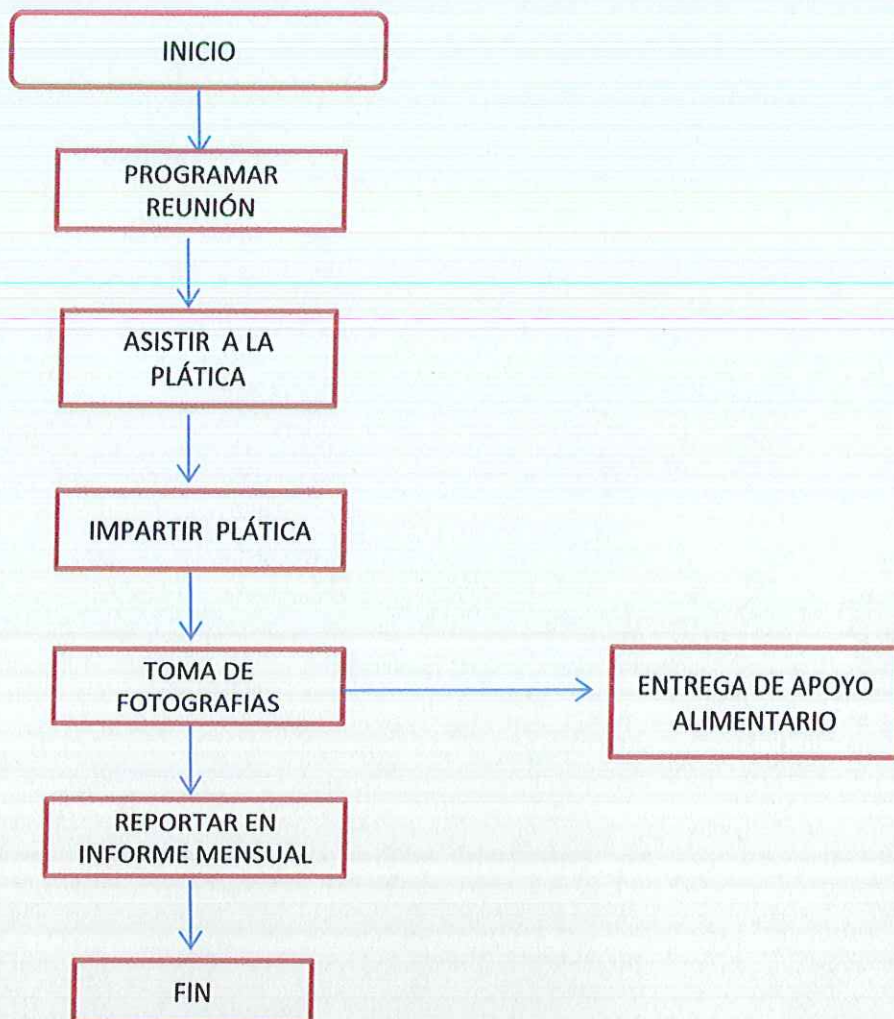 INICIO
PROGRAMAR
REUNIÓN
ASISTIR A LA
PLÁTICA
IMPARTIR PLÁTICA
TOMA DE
FOTOGRAFIAS
ENTREGA DE APOYO
ALIMENTARIO
REPORTAR EN
INFORME MENSUAL
FIN